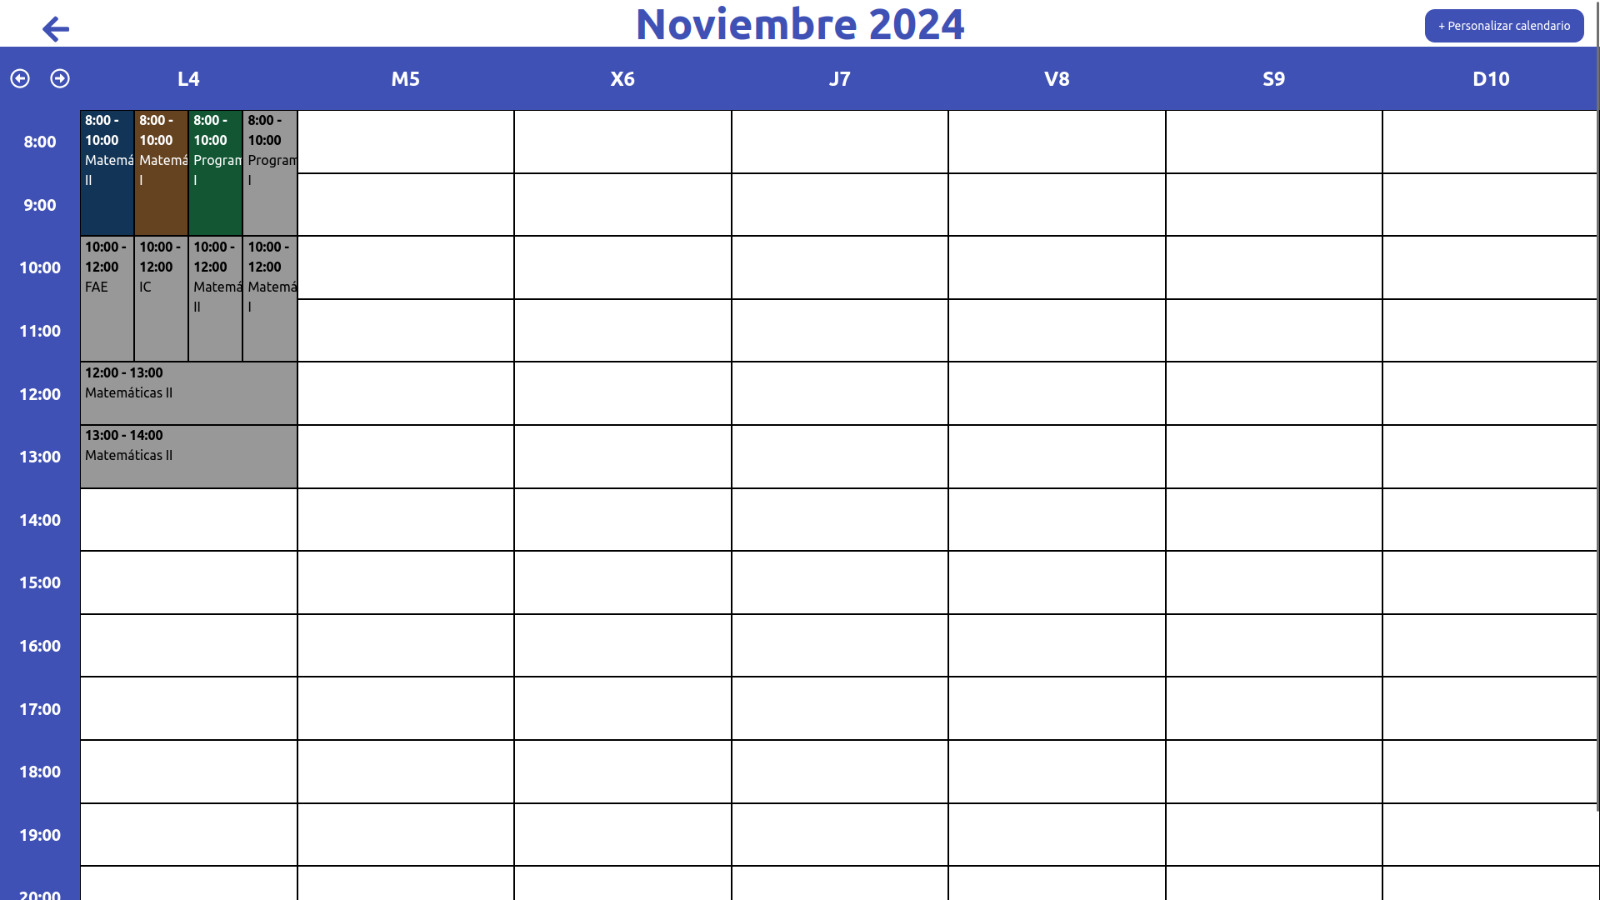 Noviembre 2024
+ Personalizar calendario
L4
M5
X6
J7
V8
S9
D10
8:00
9:00
10:00
11:00
12:00
13:00
14:00
15:00
16:00
17:00
18:00
19:00
20:00
8:00 -
10:00
Matemá
II
8:00 -
10:00
Matemá
I
8:00 -
10:00
Program
I
8:00 -
10:00
Program
I
10:00 -
12:00
FAE
10:00 -
12:00
IC
10:00 -
12:00
Matemá
II
10:00 -
12:00
Matemá
I
12:00 - 13:00
Matemáticas II
13:00 - 14:00
Matemáticas II